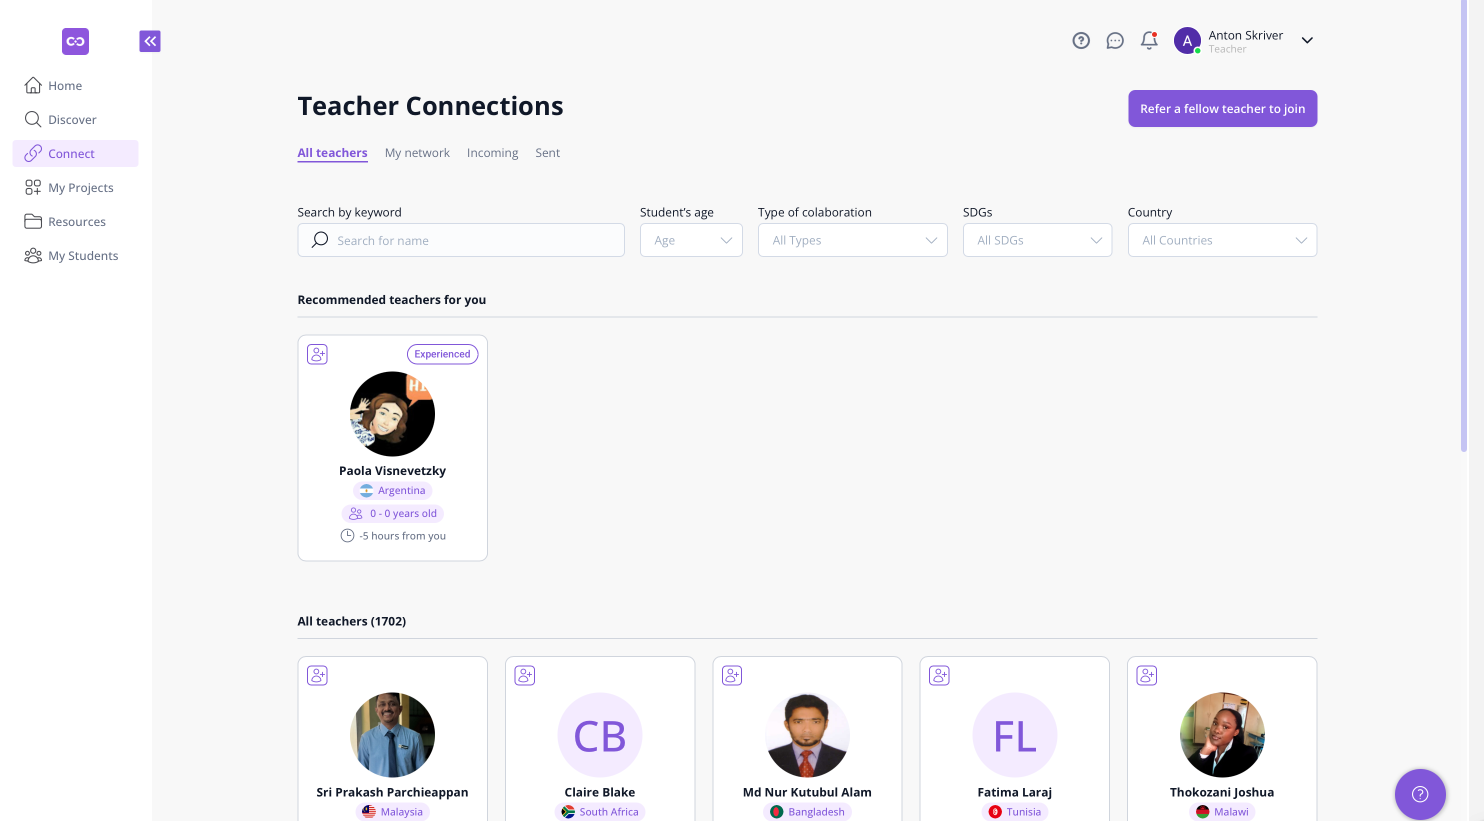 Anton Skriver
Teacher
Home
Discover
Connect
My Projects
Resources
My Students
Teacher Connections
Refer a fellow teacher to join
All teachers My network Incoming Sent
Search by keyword Student's age Type of colaboration SDGs Country
Search for name Age All Types All SDGs All Countries
Recommended teachers for you
Experienced
HI
Paola Visnevetzky
Argentina
0 - 0 years old
-5 hours from you
All teachers (1702)
CB FL
Sri Prakash Parchieappan Claire Blake Md Nur Kutubul Alam Fatima Laraj Thokozani Joshua
Malaysia South Africa Bangladesh Tunisia Malawi
A